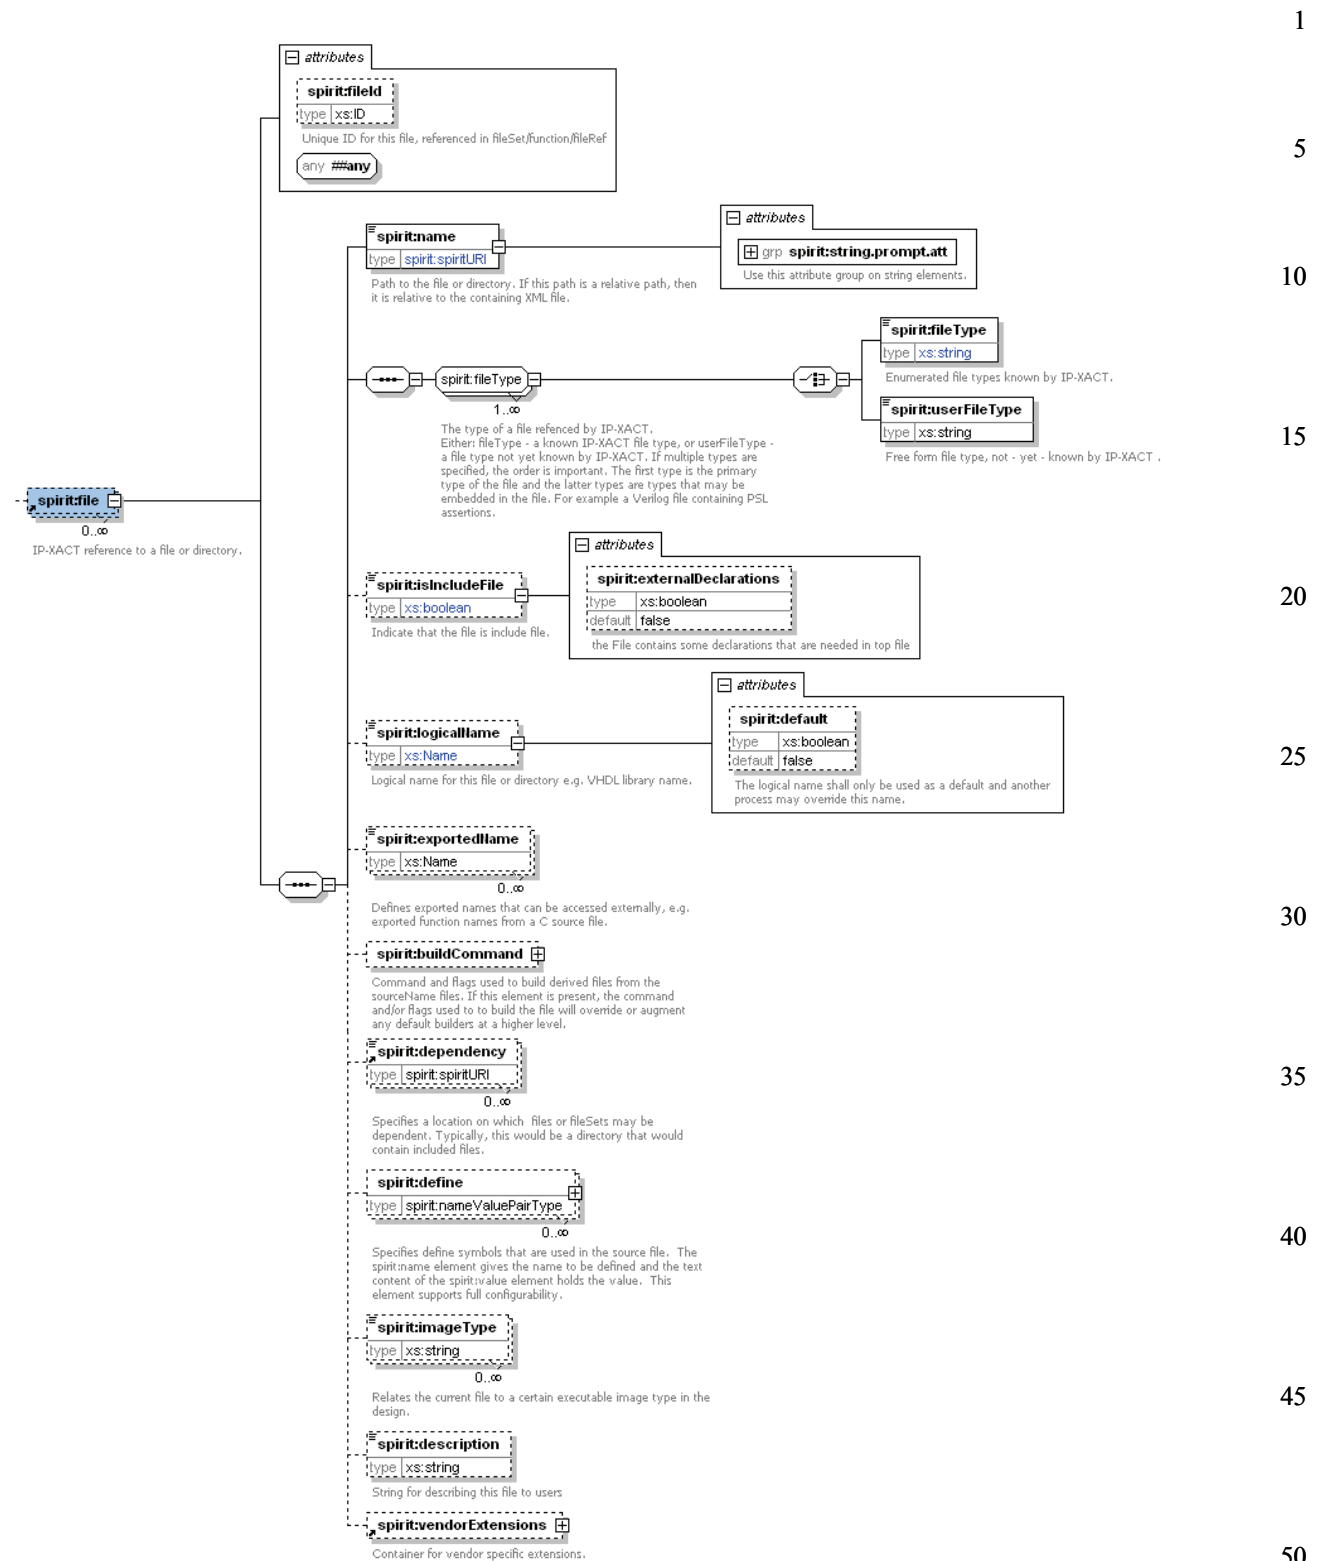 1
attributes
spirit:fileId
type xs:ID
Unique ID for this file, referenced in fileSet/function/fileRef
5
any ##any
attributes
spirit:name
type spirit:spiritURI
grp spirit:string.prompt.att
Use this attribute group on string elements.
10
Path to the file or directory. If this path is a relative path, then
it is relative to the containing XML file.
spirit:fileType
type xs:string
Enumerated file types known by IP-XACT.
spirit:fileType
1..∞
spirit:userFileType
type xs:string
15
Free form file type, not - yet - known by IP-XACT .
The type of a file refenced by IP-XACT.
Either: fileType - a known IP-XACT file type, or userFileType -
a file type not yet known by IP-XACT. If multiple types are
specified, the order is important. The first type is the primary
type of the file and the latter types are types that may be
embedded in the file. For example a Verilog file containing PSL
assertions.
spirit:file
0..∞
IP-XACT reference to a file or directory.
attributes
spirit:isIncludeFile
type xs:boolean
Indicate that the file is include file.
spirit:externalDeclarations
type xs:boolean
default false
20
the File contains some declarations that are needed in top file
attributes
spirit:logicalName
type xs:Name
Logical name for this file or directory e.g. VHDL library name.
spirit:default
type xs:boolean
default false
25
The logical name shall only be used as a default and another
process may override this name.
spirit:exportedName
type xs:Name
0..∞
Defines exported names that can be accessed externally, e.g.
exported function names from a C source file.
30
spirit:buildCommand
Command and flags used to build derived files from the
sourceName files. If this element is present, the command
and/or flags used to to build the file will override or augment
any default builders at a higher level.
spirit:dependency
type spirit:spiritURI
35
0..∞
Specifies a location on which files or fileSets may be
dependent. Typically, this would be a directory that would
contain included files.
spirit:define
type spirit:nameValuePairType
0..∞
40
Specifies define symbols that are used in the source file. The
spirit:name element gives the name to be defined and the text
content of the spirit:value element holds the value. This
element supports full configurability.
spirit:imageType
type xs:string
0..∞
Relates the current file to a certain executable image type in the
design.
45
spirit:description
type xs:string
String for describing this file to users
spirit:vendorExtensions
Container for vendor specific extensions.
50